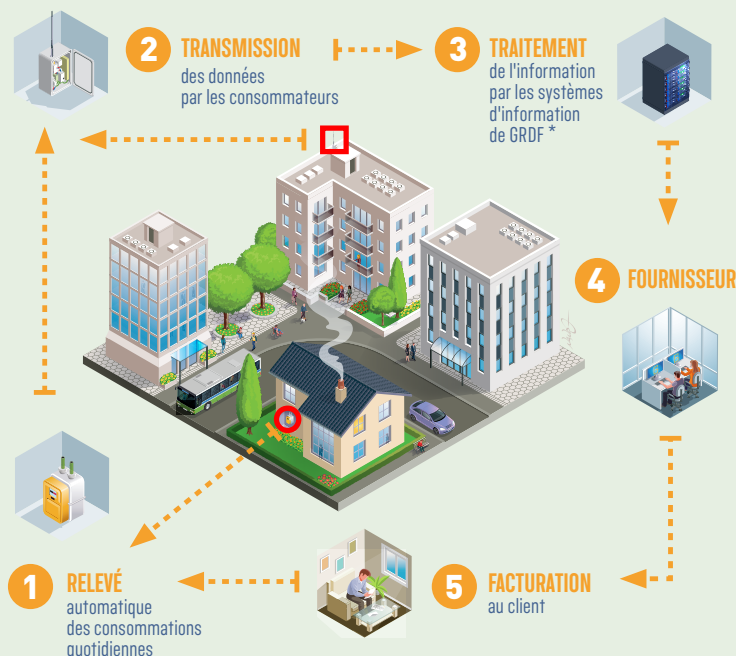 2 TRANSMISSION
des données
par les consommateurs
3 TRAITEMENT
de l'information
par les systèmes
d'information
de GRDF *
4 FOURNISSEUR
1 RELEVÉ
automatique
des consommations
quotidiennes
5 FACTURATION
au client